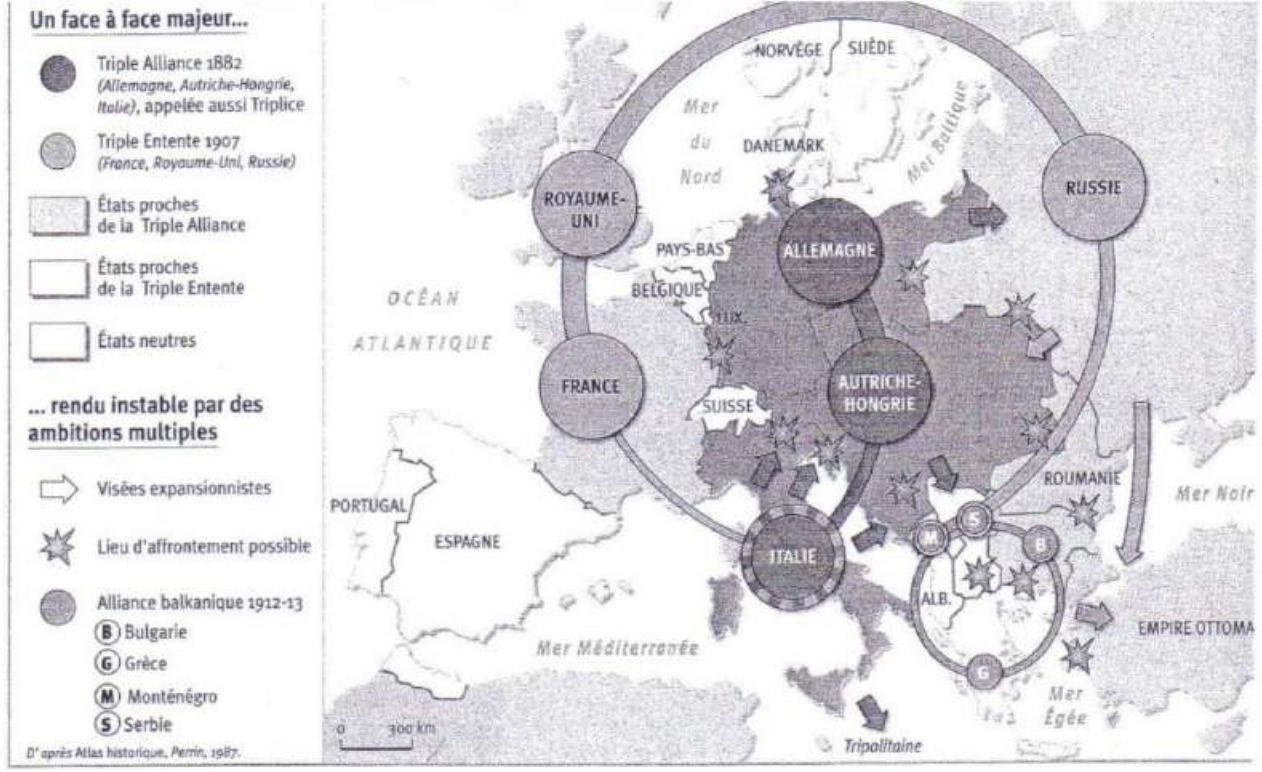 Un face à face majeur...
Triple Alliance 1882
(Allemagne, Autriche-Hongrie,
Italie), appelée aussi Triplice
Triple Entente 1907
(France, Royaume-Uni, Russie)
États proches
de la Triple Alliance
États proches
de la Triple Entente
États neutres
... rendu instable par des
ambitions multiples
Visées expansionnistes
Lieu d'affrontement possible
Alliance balkanique 1912-13
B Bulgarie
G Grèce
M Monténégro
S Serbie
D'après Atlas historique, Perrin, 1987.
NORVÈGE
SUÈDE
Mer
du
Nord
DANEMARK
Mer Baltique
ROYAUME-
UNI
RUSSIE
PAYS-BAS
ALLEMAGNE
BELGIQUE
LUX.
OCÉAN
ATLANTIQUE
FRANCE
SUISSE
AUTRICHE-
HONGRIE
ROUMANIE
Mer Noir
PORTUGAL
ESPAGNE
ITALIE
M
S
B
ALB.
G
EMPIRE OTTOMA
Mer Méditerranée
Mer
Égée
0 300 km
Tripolitaine